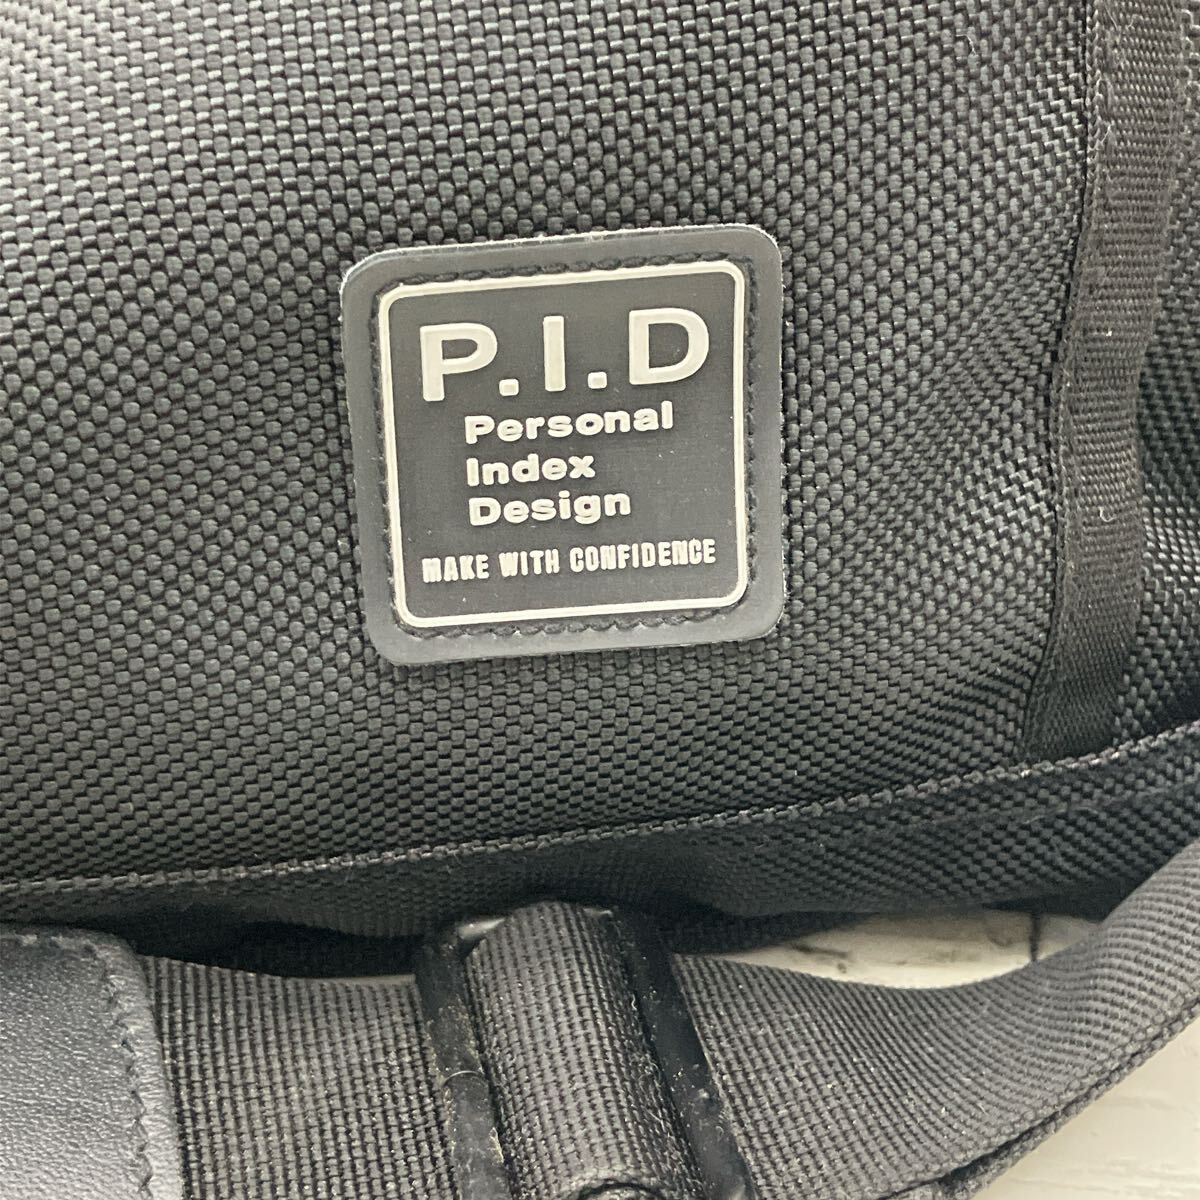 P.I.D
Personal
Index
Design
MAKE WITH CONFIDENCE